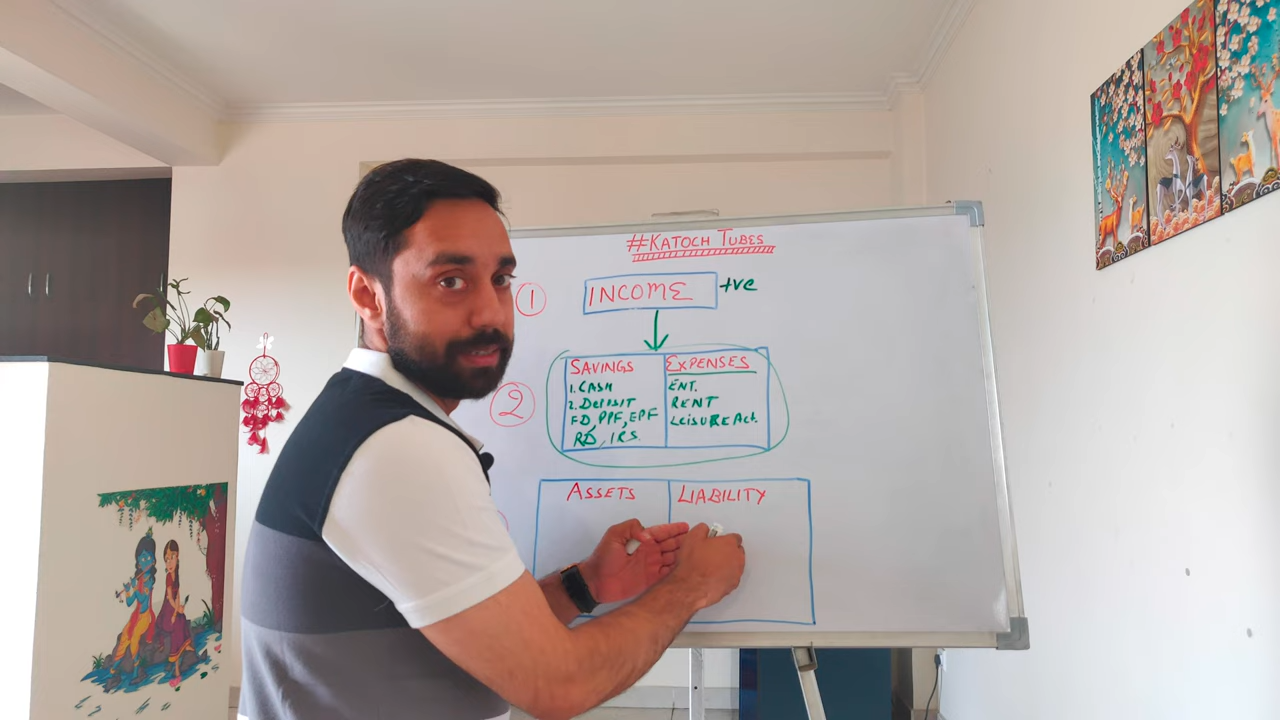 #KATOCH TUBES
1
INCOME
+ve
2
SAVINGS
1. CASH
2. DEPOSIT
FD, PPF, EPF
RD, IRS.
EXPENSES
ENT.
RENT
LEISURE Act.
ASSETS
LIABILITY